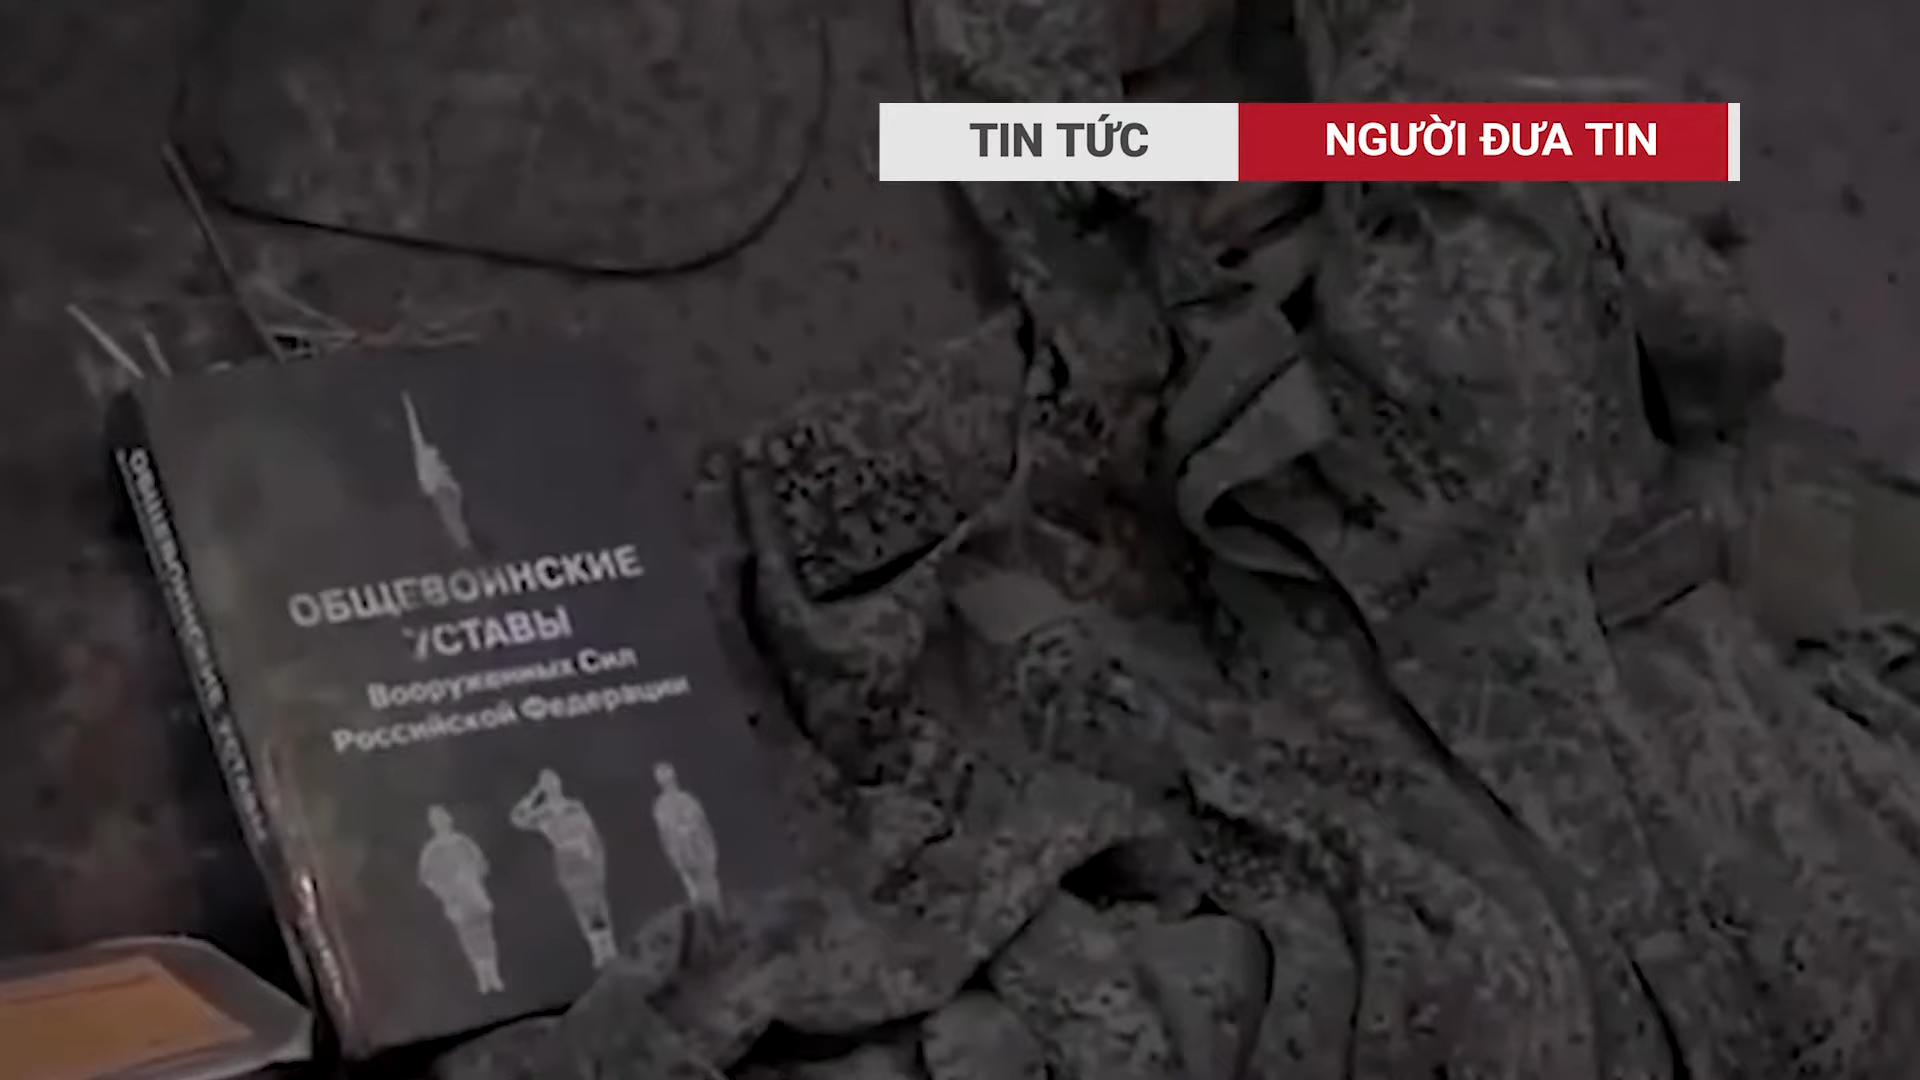 TIN TỨC NGƯỜI ĐƯA TIN
ОБЩЕВОИНСКИЕ
УСТАВЫ
Вооруженных Сил
Российской Федерации
ОБЩЕВОИНСКИЕ УСТАВЫ